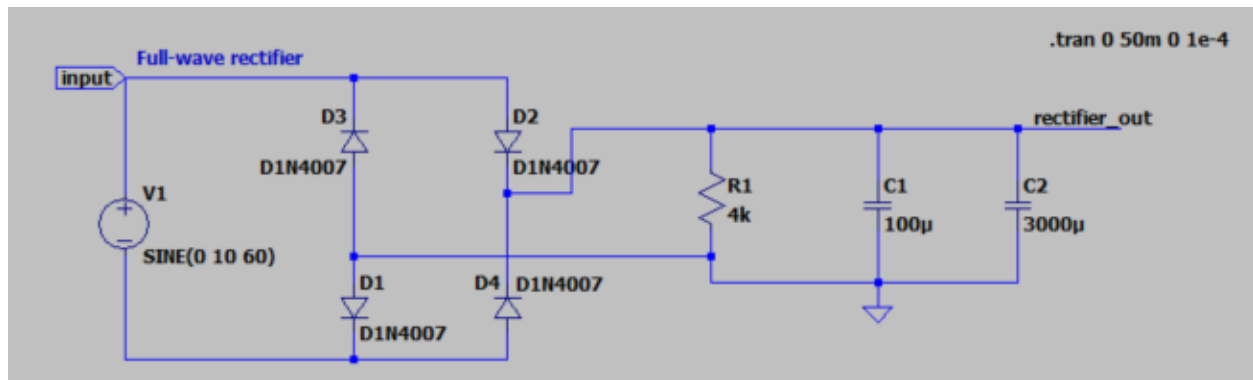 .tran 0 50m 0 1e-4
Full-wave rectifier
input
D3
D1N4007
D2
D1N4007
rectifier_out
V1
SINE(0 10 60)
R1
4k
C1
100µ
C2
3000µ
D1
D1N4007
D4
D1N4007